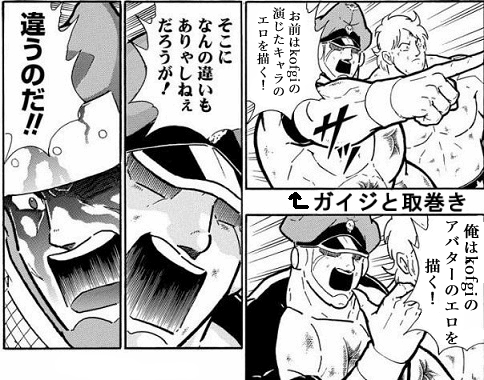 お前はkofgiの
演じたキャラの
エロを描く！
ザッ
ガイジと取巻き
俺はkofgiの
アバターのエロを
描く！
そこに
なんの違いも
ありゃしねぇ
だろうが！
違うのだ!!